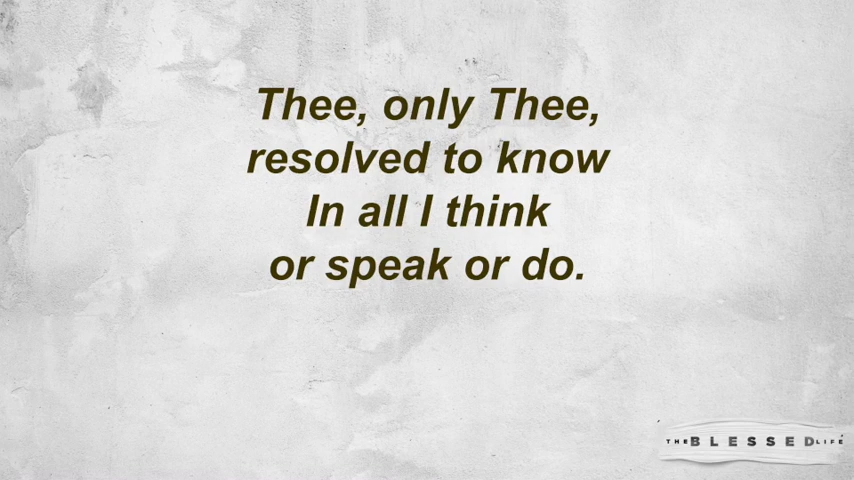 Thee, only Thee,
resolved to know
In all I think
or speak or do.
THE BLESSED LIFE